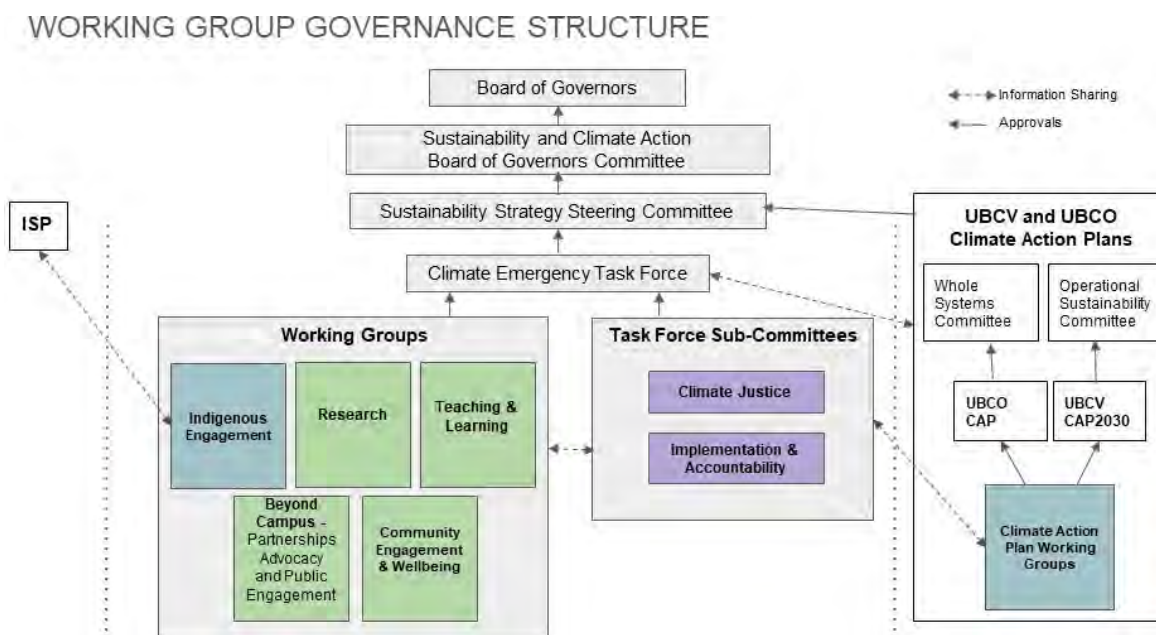 WORKING GROUP GOVERNANCE STRUCTURE
Board of Governors
Information Sharing
Approvals
Sustainability and Climate Action
Board of Governors Committee
Sustainability Strategy Steering Committee
ISP
UBCV and UBCO
Climate Action Plans
Climate Emergency Task Force
Whole
Systems
Committee
Operational
Sustainability
Committee
Working Groups
Task Force Sub-Committees
Indigenous
Engagement
Research
Teaching &
Learning
Climate Justice
Implementation &
Accountability
UBCO
CAP
UBCV
CAP2030
Beyond
Campus -
Partnerships
Advocacy
and Public
Engagement
Community
Engagement
& Wellbeing
Climate Action
Plan Working
Groups